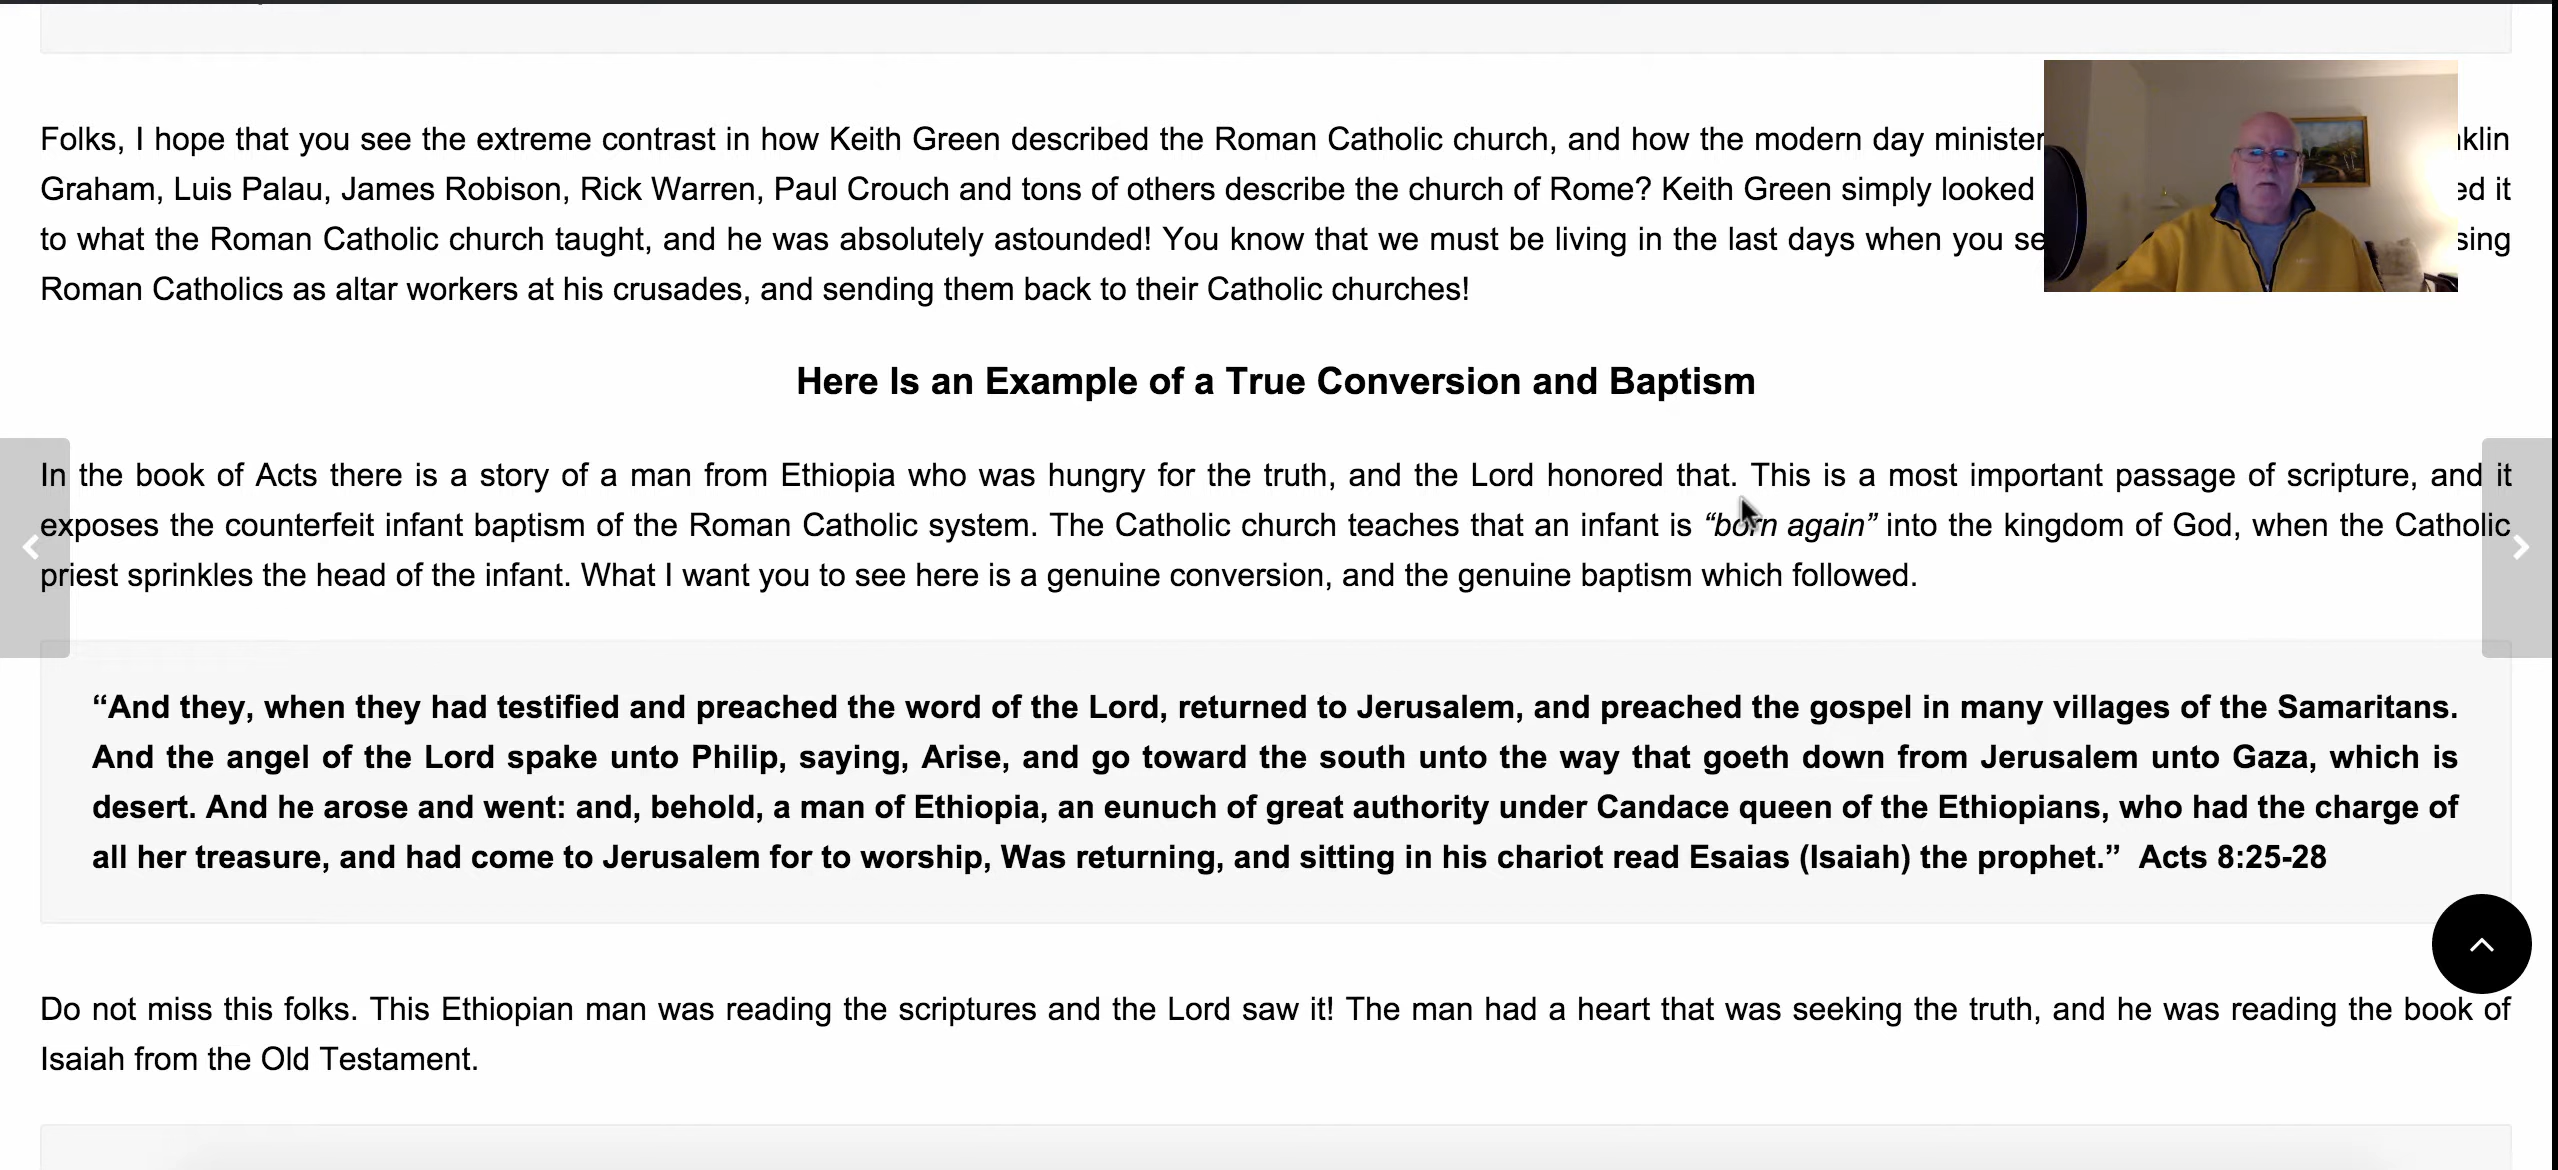 Folks, I hope that you see the extreme contrast in how Keith Green described the Roman Catholic church, and how the modern day minister
Graham, Luis Palau, James Robison, Rick Warren, Paul Crouch and tons of others describe the church of Rome? Keith Green simply looked ed it
to what the Roman Catholic church taught, and he was absolutely astounded! You know that we must be living in the last days when you se sing
Roman Catholics as altar workers at his crusades, and sending them back to their Catholic churches!
Here Is an Example of a True Conversion and Baptism
In the book of Acts there is a story of a man from Ethiopia who was hungry for the truth, and the Lord honored that. This is a most important passage of scripture, and it
exposes the counterfeit infant baptism of the Roman Catholic system. The Catholic church teaches that an infant is “born again” into the kingdom of God, when the Catholic
priest sprinkles the head of the infant. What I want you to see here is a genuine conversion, and the genuine baptism which followed.
“And they, when they had testified and preached the word of the Lord, returned to Jerusalem, and preached the gospel in many villages of the Samaritans.
And the angel of the Lord spake unto Philip, saying, Arise, and go toward the south unto the way that goeth down from Jerusalem unto Gaza, which is
desert. And he arose and went: and, behold, a man of Ethiopia, an eunuch of great authority under Candace queen of the Ethiopians, who had the charge of
all her treasure, and had come to Jerusalem for to worship, Was returning, and sitting in his chariot read Esaias (Isaiah) the prophet.” Acts 8:25-28
Do not miss this folks. This Ethiopian man was reading the scriptures and the Lord saw it! The man had a heart that was seeking the truth, and he was reading the book of
Isaiah from the Old Testament.